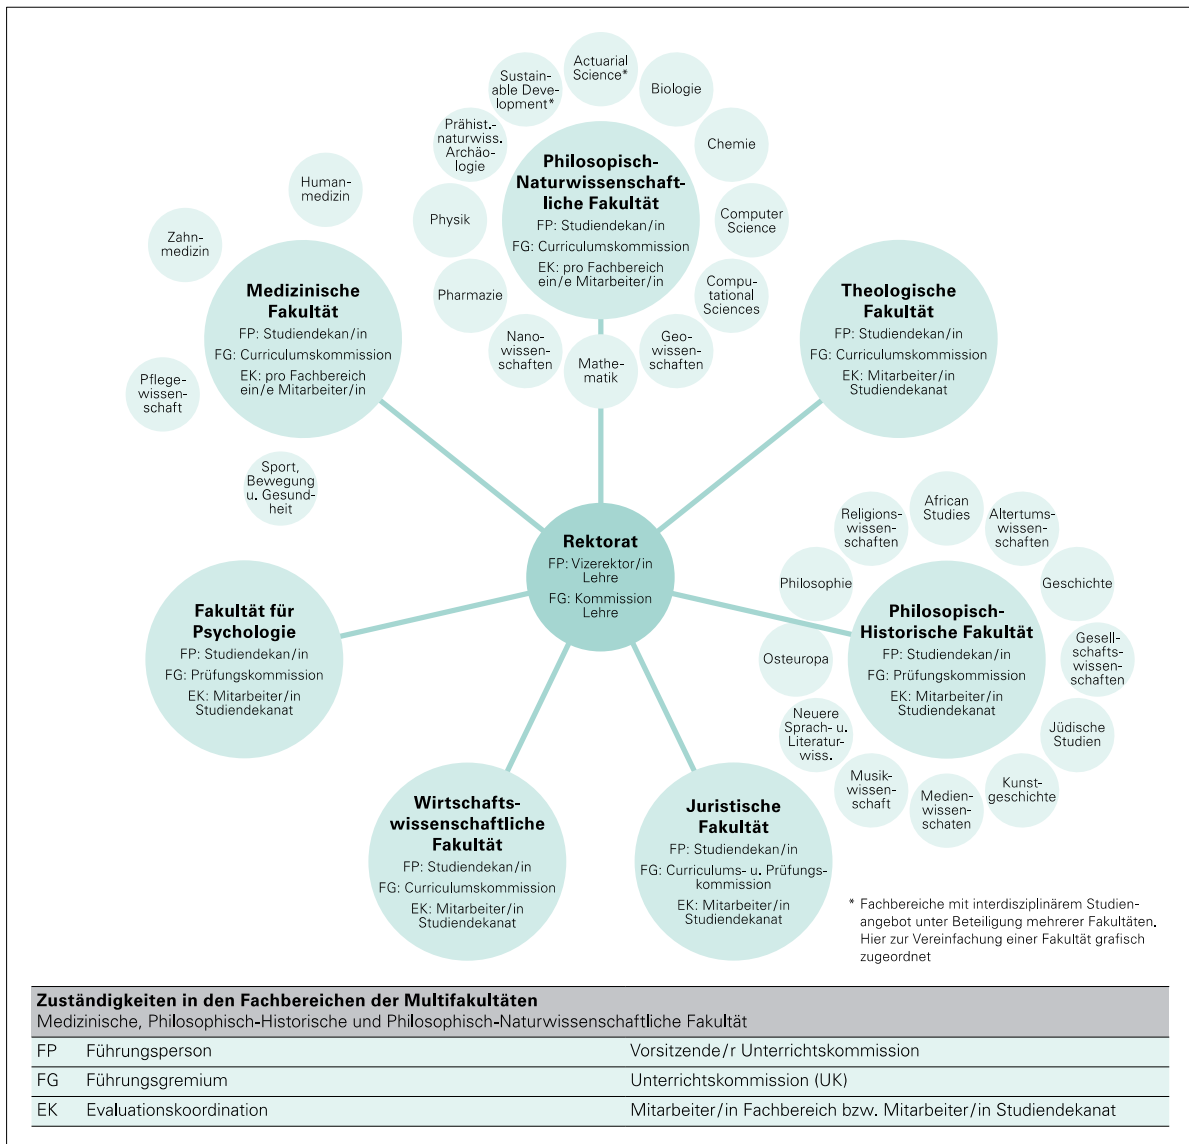 Actuarial
Science*
Sustain-
able Deve-
lopment*
Biologie
Prähist.-
naturwiss.
Archäo-
logie
Chemie
Philosopisch-
Naturwissenschaft-
liche Fakultät
FP: Studiendekan/in
FG: Curriculumskommission
EK: pro Fachbereich
ein/e Mitarbeiter/in
Physik
Computer
Science
Pharmazie
Compu-
tational
Sciences
Nano-
wissen-
schaften
Mathe-
matik
Geo-
wissen-
schaften
Human-
medizin
Zahn-
medizin
Medizinische
Fakultät
FP: Studiendekan/in
FG: Curriculumskommission
EK: pro Fachbereich
ein/e Mitarbeiter/in
Pflege-
wissen-
schaft
Sport,
Bewegung
u. Gesund-
heit
Theologische
Fakultät
FP: Studiendekan/in
FG: Curriculumskommission
EK: Mitarbeiter/in
Studiendekanat
Rektorat
FP: Vizerektor/in
Lehre
FG: Kommission
Lehre
African
Studies
Religions-
wissen-
schaften
Altertums-
wissen-
schaften
Philosophie
Geschichte
Philosopisch-
Historische Fakultät
FP: Studiendekan/in
FG: Prüfungskommission
EK: Mitarbeiter/in
Studiendekanat
Osteuropa
Gesell-
schafts-
wissen-
schaften
Neuere
Sprach- u.
Literatur-
wiss.
Jüdische
Studien
Musik-
wissen-
schaft
Medien-
wissen-
schaten
Kunst-
geschichte
Fakultät für
Psychologie
FP: Studiendekan/in
FG: Prüfungskommission
EK: Mitarbeiter/in
Studiendekanat
Wirtschafts-
wissenschaftliche
Fakultät
FP: Studiendekan/in
FG: Curriculumskommission
EK: Mitarbeiter/in
Studiendekanat
Juristische
Fakultät
FP: Studiendekan/in
FG: Curriculums- u. Prüfungs-
kommission
EK: Mitarbeiter/in
Studiendekanat
* Fachbereiche mit interdisziplinärem Studien-
angebot unter Beteiligung mehrerer Fakultäten.
Hier zur Vereinfachung einer Fakultät grafisch
zugeordnet
Zuständigkeiten in den Fachbereichen der Multifakultäten
Medizinische, Philosophisch-Historische und Philosophisch-Naturwissenschaftliche Fakultät
FP Führungsperson Vorsitzende/r Unterrichtskommission
FG Führungsgremium Unterrichtskommission (UK)
EK Evaluationskoordination Mitarbeiter/in Fachbereich bzw. Mitarbeiter/in Studiendekanat